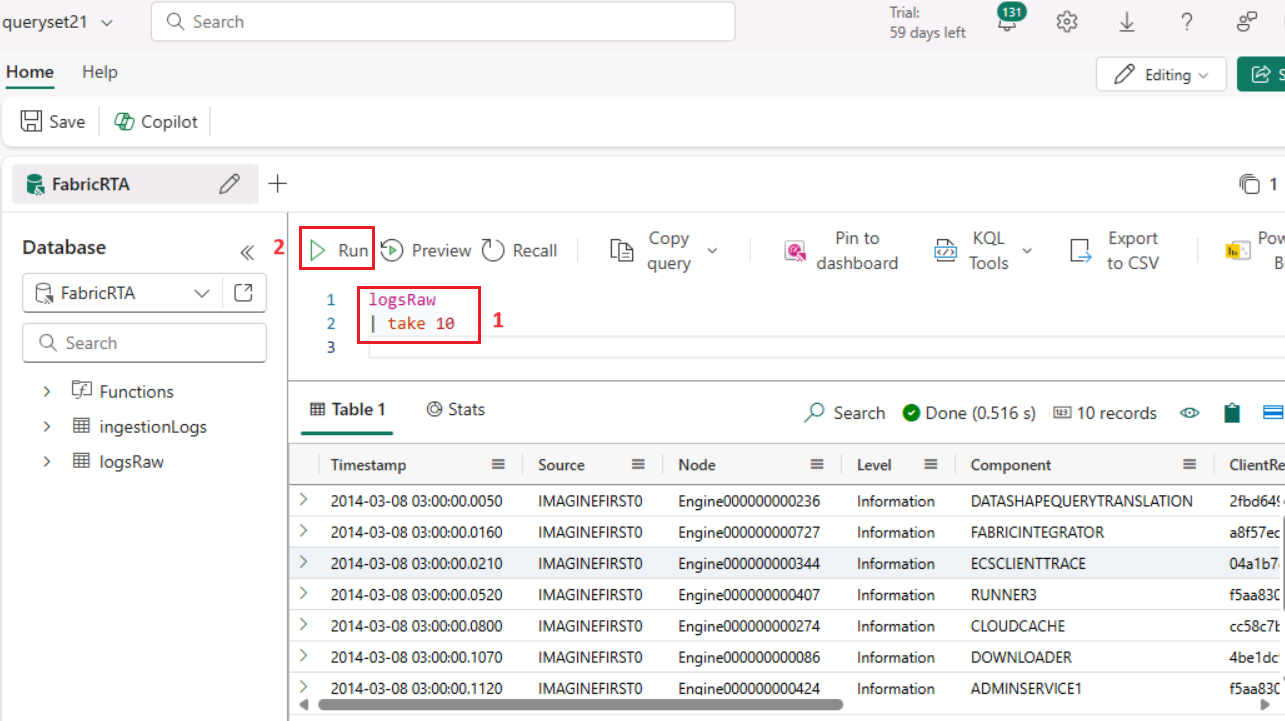 queryset21
Search
Trial:
59 days left
131
Home
Help
Editing
Save
Copilot
FabricRTA
1
Database
2
Run
Preview
Recall
Copy
query
Pin to
dashboard
KQL
Tools
Export
to CSV
FabricRTA
Search
Functions
ingestionLogs
logsRaw
1 logsRaw
2 | take 10
1
3
Table 1
Stats
Search
Done (0.516 s)
10 records
Timestamp Source Node Level Component ClientRe
2014-03-08 03:00:00.0050 IMAGINEFIRST0 Engine000000000236 Information DATASHAPEQUERYTRANSLATION 2fbd649
2014-03-08 03:00:00.0160 IMAGINEFIRST0 Engine000000000727 Information FABRICINTEGRATOR a8f57ec
2014-03-08 03:00:00.0210 IMAGINEFIRST0 Engine000000000344 Information ECSCLIENTTRACE 04a1b7
2014-03-08 03:00:00.0520 IMAGINEFIRST0 Engine000000000407 Information RUNNER3 f5aa830
2014-03-08 03:00:00.0800 IMAGINEFIRST0 Engine000000000274 Information CLOUDCACHE cc58c7b
2014-03-08 03:00:00.1070 IMAGINEFIRST0 Engine000000000086 Information DOWNLOADER 4be1dc
2014-03-08 03:00:00.1120 IMAGINEFIRST0 Engine000000000424 Information ADMINSERVICE1 f5aa830